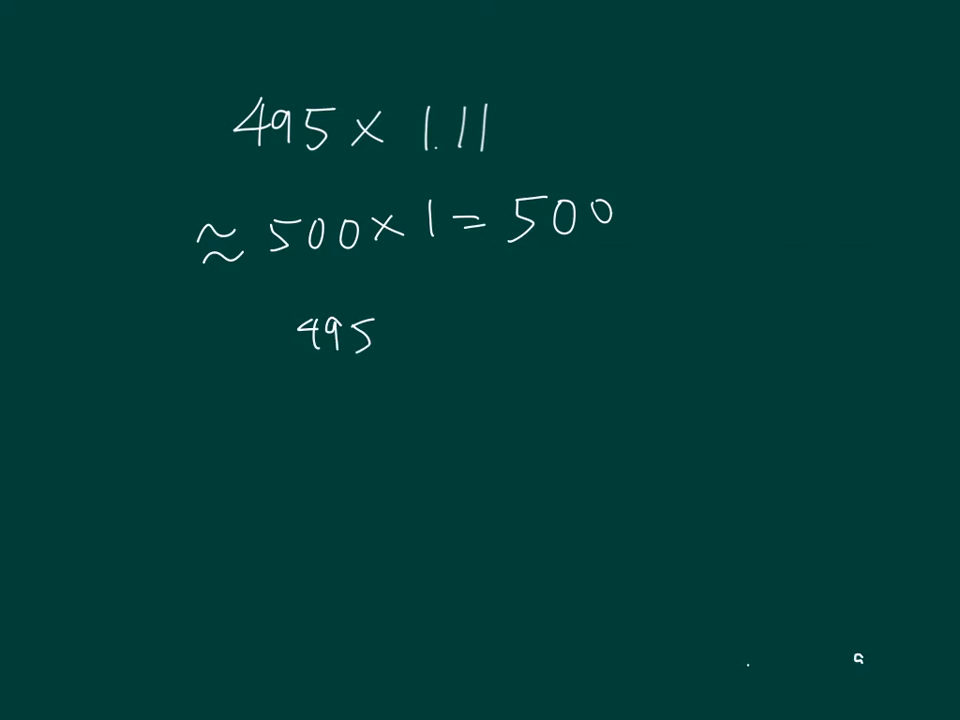 495 × 1.11
≈ 500 × 1 = 500
495